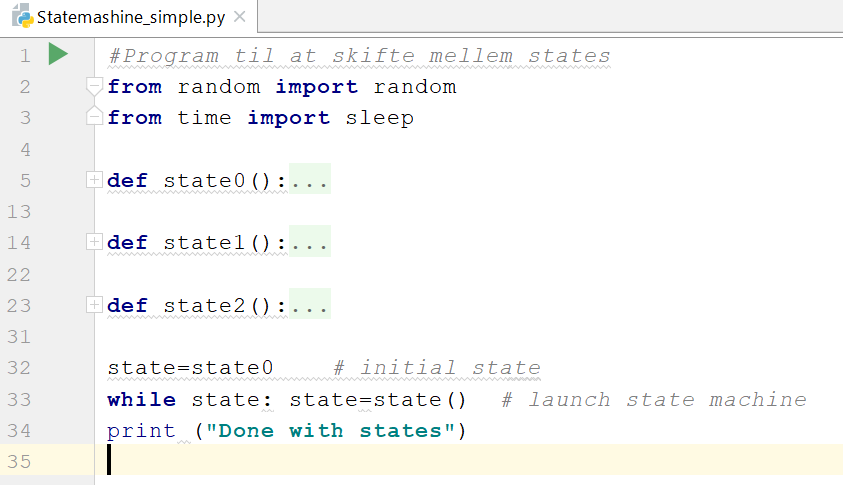 Statemashine_simple.py
1 #Program til at skifte mellem states
2 from random import random
3 from time import sleep
4
5 def state0():...
13
14 def state1():...
22
23 def state2():...
31
32 state=state0    # initial state
33 while state: state=state()  # launch state machine
34 print ("Done with states")
35